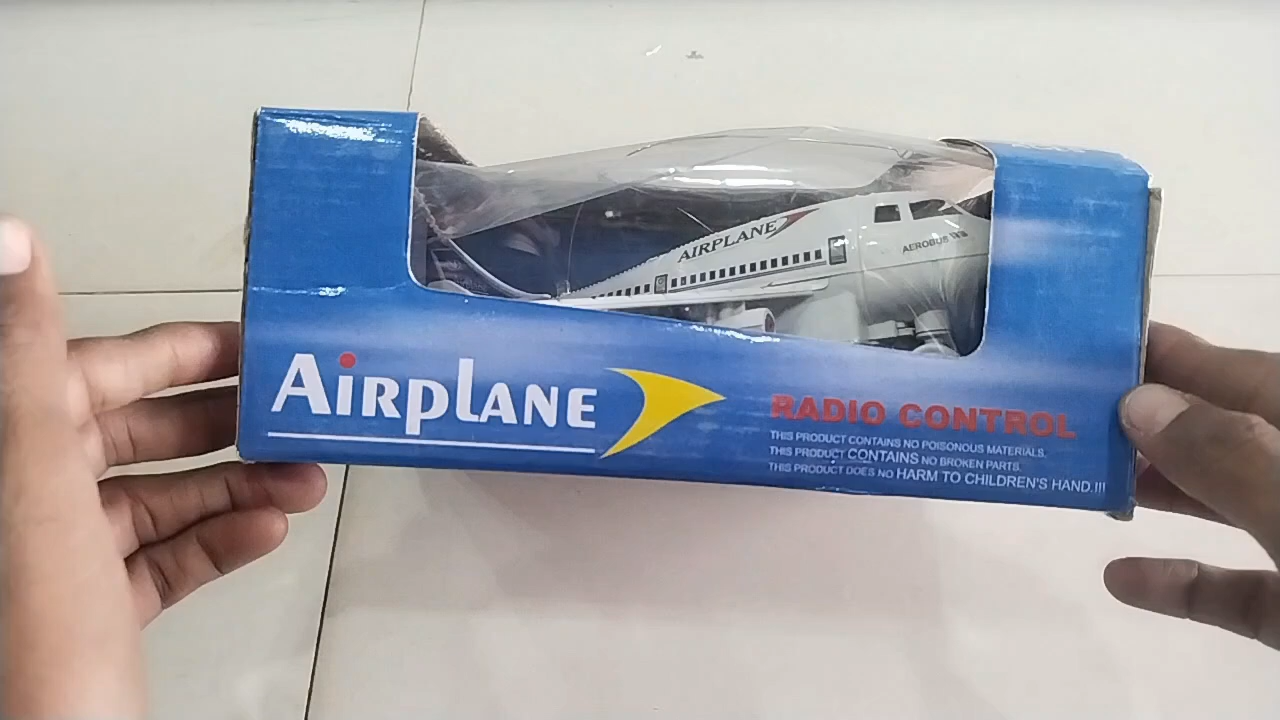 AIRPLANE
AEROBUS
AIRPLANE
RADIO CONTROL
THIS PRODUCT CONTAINS NO POISONOUS MATERIALS.
THIS PRODUCT CONTAINS NO BROKEN PARTS.
THIS PRODUCT DOES NO HARM TO CHILDREN'S HAND.!!!